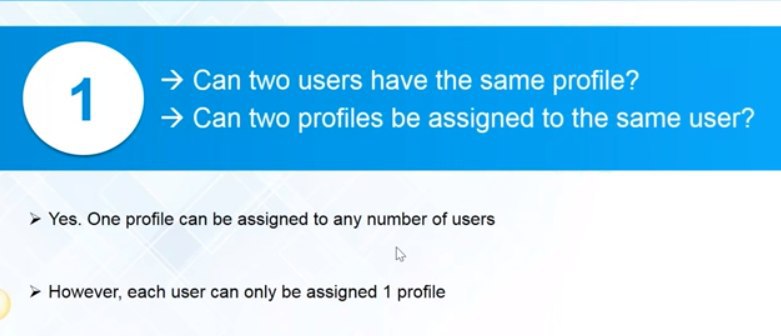 1
→ Can two users have the same profile?
→ Can two profiles be assigned to the same user?
➢ Yes. One profile can be assigned to any number of users
➢ However, each user can only be assigned 1 profile